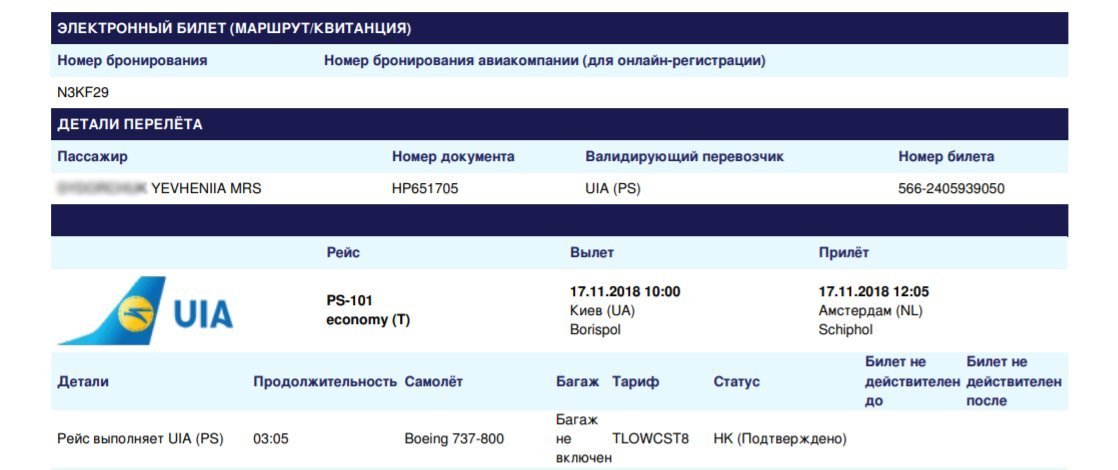 ЭЛЕКТРОННЫЙ БИЛЕТ (МАРШРУТ/КВИТАНЦИЯ)
Номер бронирования Номер бронирования авиакомпании (для онлайн-регистрации)
N3KF29
ДЕТАЛИ ПЕРЕЛЁТА
Пассажир Номер документа Валидирующий перевозчик Номер билета
YEVHENIIA MRS HP651705 UIA (PS) 566-2405939050
Рейс Вылет Прилёт
UIA
PS-101
economy (T)
17.11.2018 10:00
Киев (UA)
Borispol
17.11.2018 12:05
Амстердам (NL)
Schiphol
Детали Продолжительность Самолёт Багаж Тариф Статус
Билет не
действителен
до
Билет не
действителен
после
Рейс выполняет UIA (PS) 03:05 Boeing 737-800
Багаж
не
включен
TLOWCST8 HK (Подтверждено)